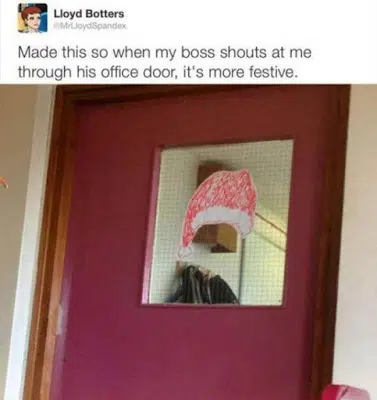 Lloyd Botters
@MrLloydSpandex
Made this so when my boss shouts at me
through his office door, it's more festive.